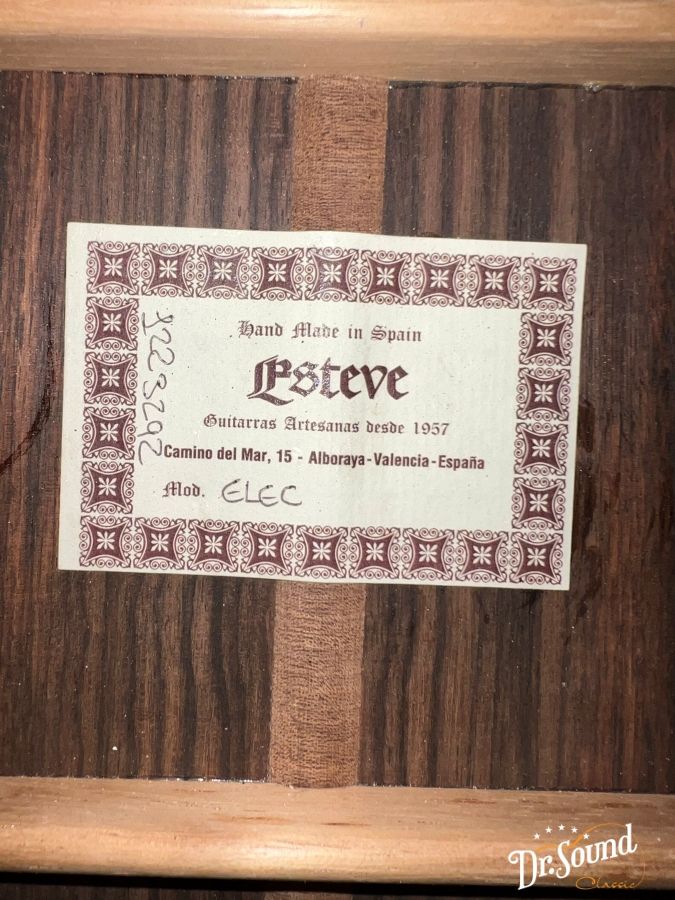 Hand Made in Spain
Esteve
Guitarras Artesanas desde 1957
Camino del Mar, 15 - Alboraya-Valencia-España
Mod. ELEC
Dr.Sound
Classic